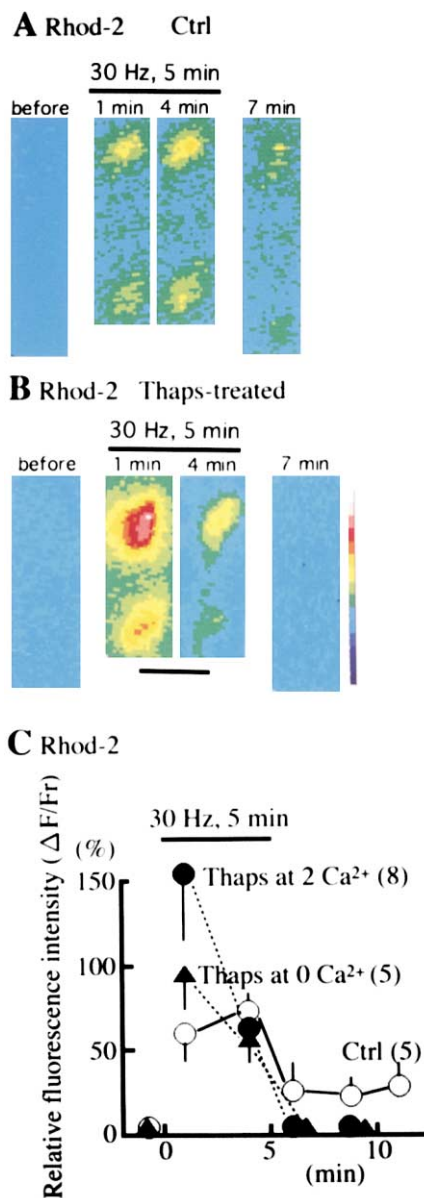 A Rhod-2 Ctrl
30 Hz, 5 min
before 1 min 4 min 7 min
B Rhod-2 Thaps-treated
30 Hz, 5 min
before 1 min 4 min 7 min
C Rhod-2
Relative fluorescence intensity (ΔF/Fr)
(%)
30 Hz, 5 min
150
Thaps at 2 Ca²⁺ (8)
100
Thaps at 0 Ca²⁺ (5)
50
Ctrl (5)
0
0 5 10
(min)